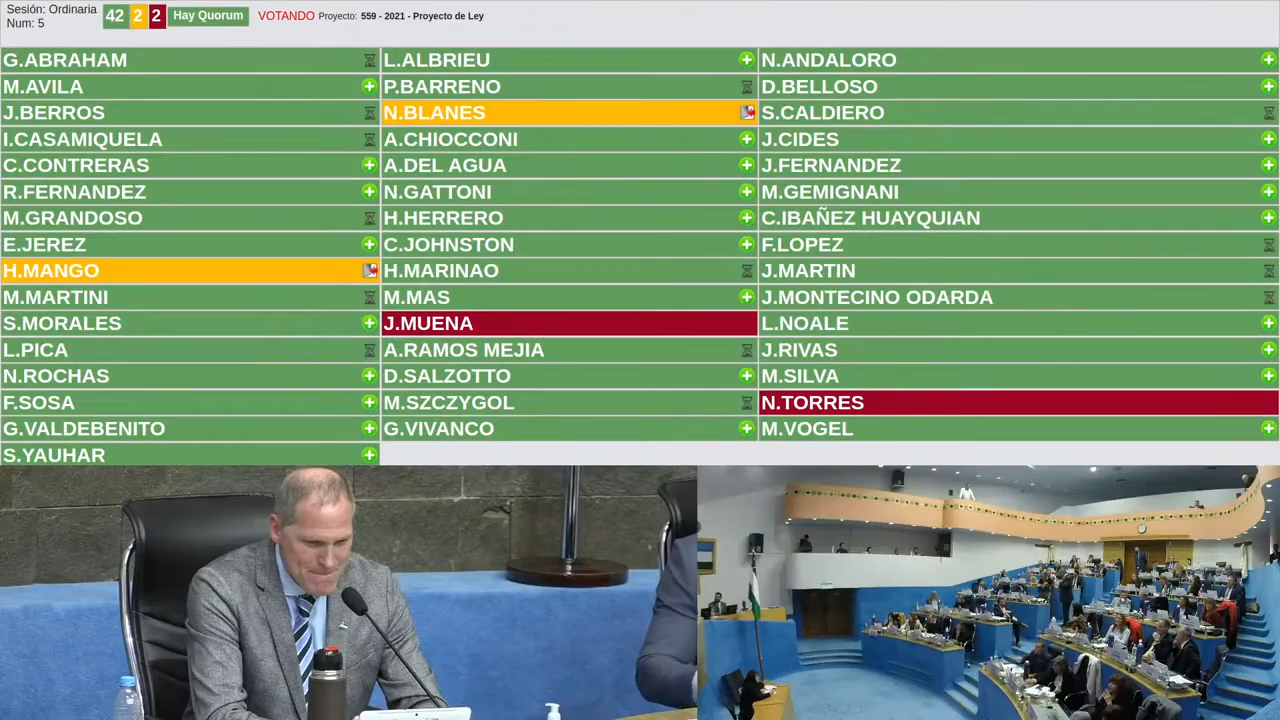 Sesión: Ordinaria
Num: 5
42 2 2 Hay Quorum VOTANDO Proyecto: 559 - 2021 - Proyecto de Ley
G.ABRAHAM L.ALBRIEU N.ANDALORO
M.AVILA P.BARRENO D.BELLOSO
J.BERROS N.BLANES S.CALDIERO
I.CASAMIQUELA A.CHIOCCONI J.CIDES
C.CONTRERAS A.DEL AGUA J.FERNANDEZ
R.FERNANDEZ N.GATTONI M.GEMIGNANI
M.GRANDOSO H.HERRERO C.IBAÑEZ HUAYQUIAN
E.JEREZ C.JOHNSTON F.LOPEZ
H.MANGO H.MARINAO J.MARTIN
M.MARTINI M.MAS J.MONTECINO ODARDA
S.MORALES J.MUENA L.NOALE
L.PICA A.RAMOS MEJIA J.RIVAS
N.ROCHAS D.SALZOTTO M.SILVA
F.SOSA M.SZCZYGOL N.TORRES
G.VALDEBENITO G.VIVANCO M.VOGEL
S.YAUHAR